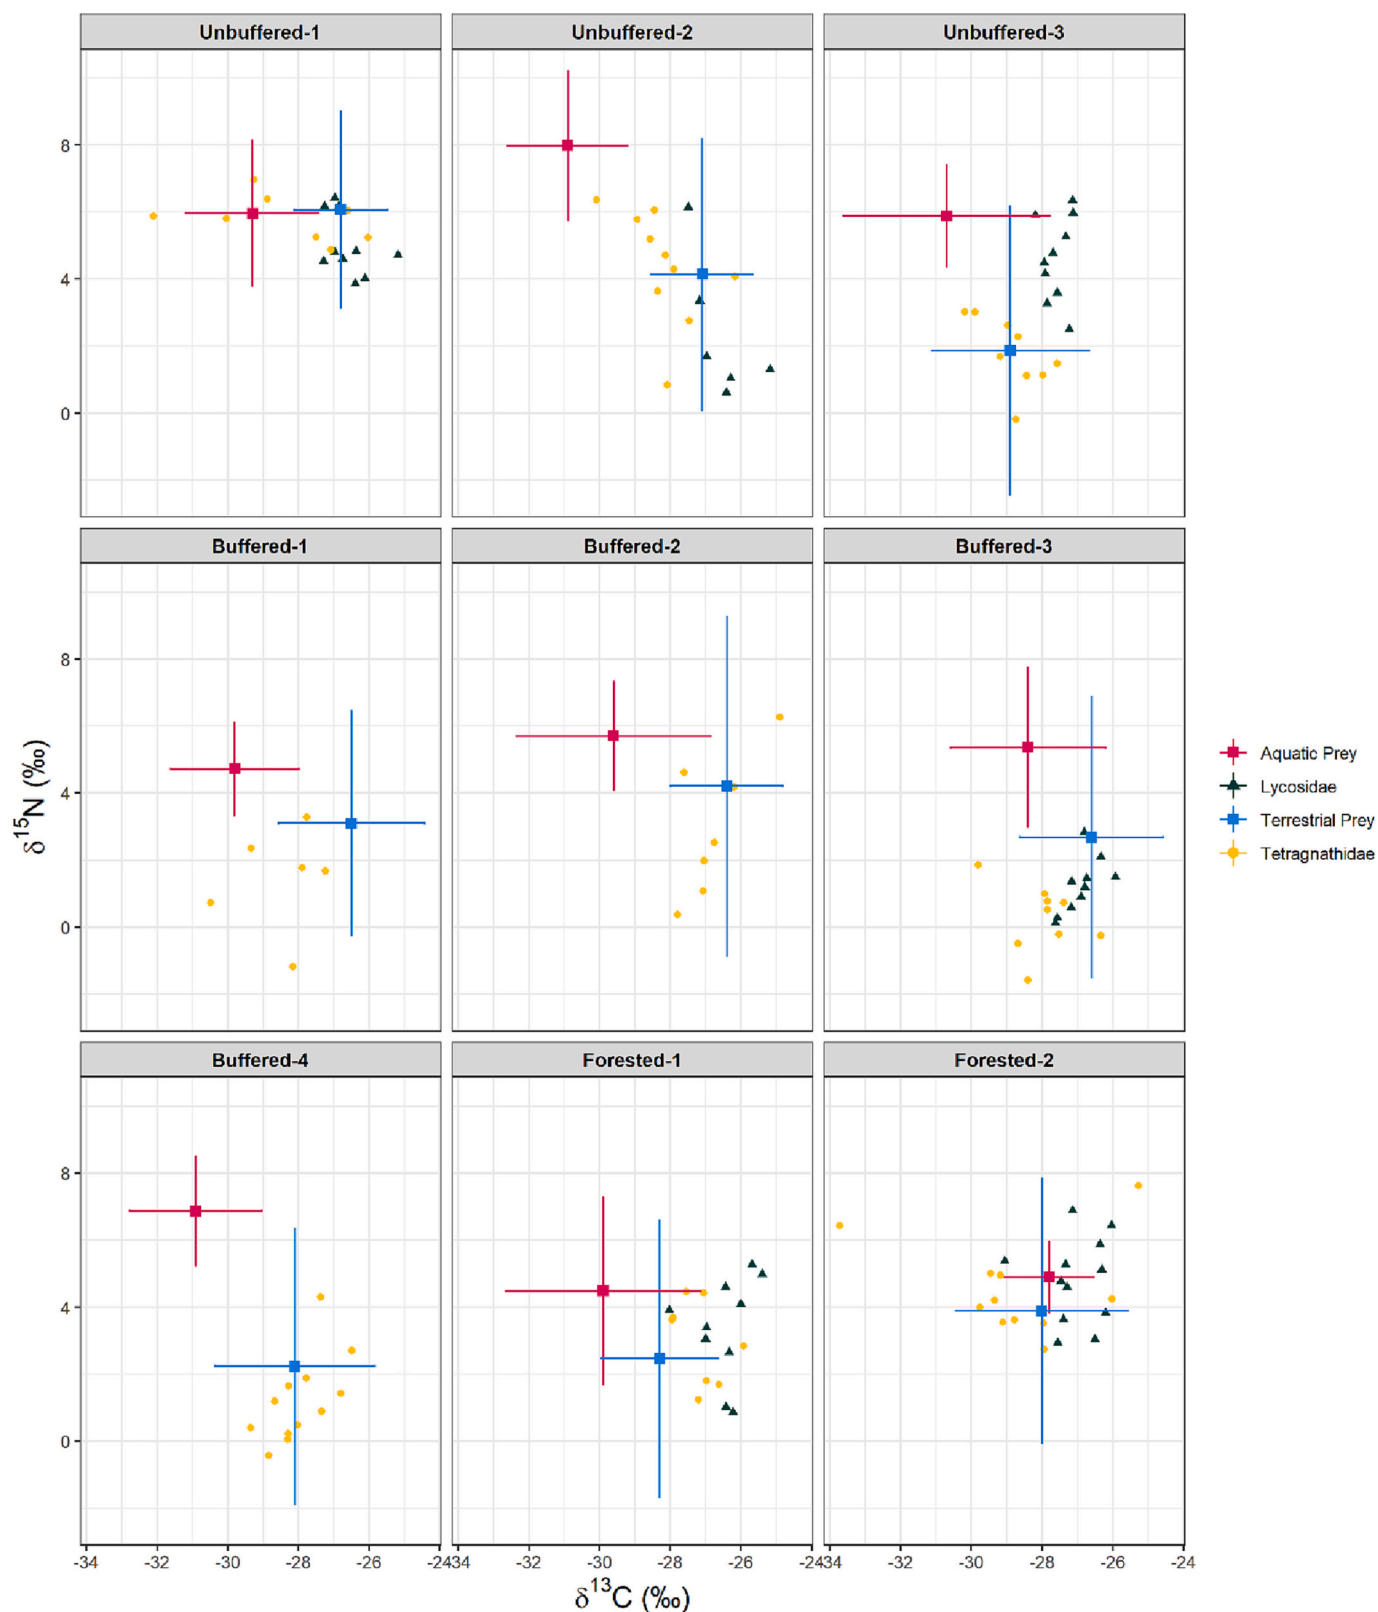 Unbuffered-1 Unbuffered-2 Unbuffered-3
8
4
0
Buffered-1 Buffered-2 Buffered-3
8
4
0
δ¹⁵N (‰)
Aquatic Prey
Lycosidae
Terrestrial Prey
Tetragnathidae
Buffered-4 Forested-1 Forested-2
8
4
0
-34 -32 -30 -28 -26 -24 -34 -32 -30 -28 -26 -24 -34 -32 -30 -28 -26 -24
δ¹³C (‰)